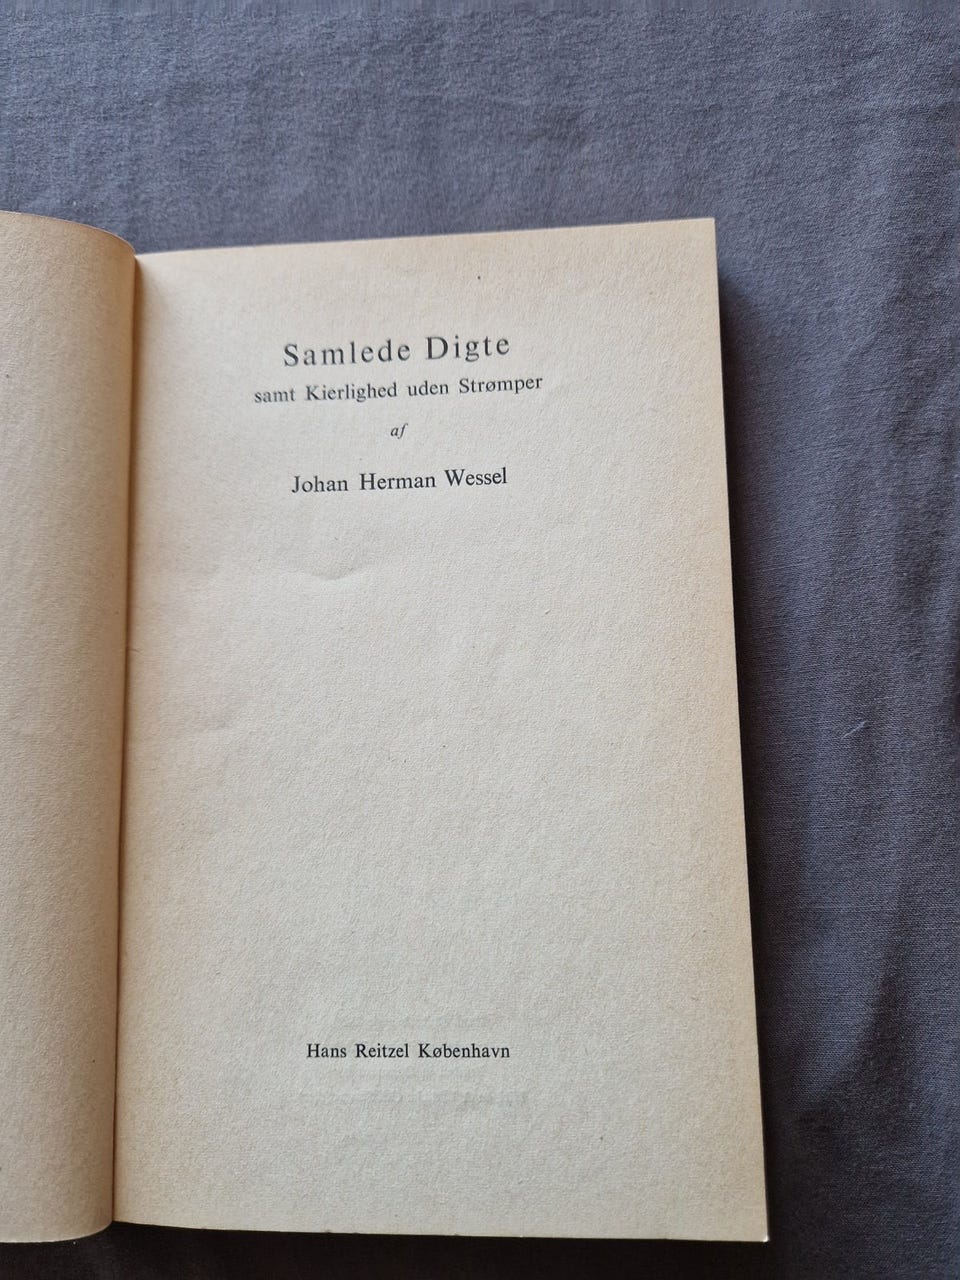 Samlede Digte
samt Kierlighed uden Strømper
af
Johan Herman Wessel
Hans Reitzel København